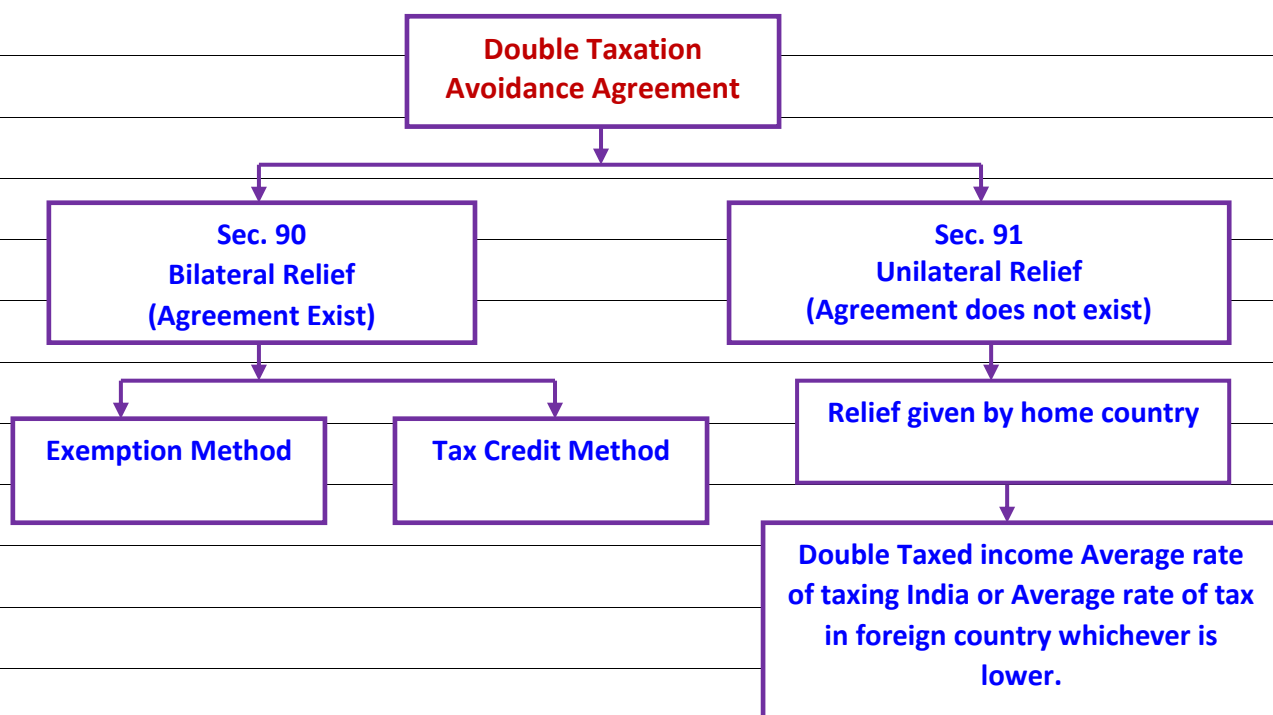 Double Taxation
Avoidance Agreement
Sec. 90
Bilateral Relief
(Agreement Exist)
Sec. 91
Unilateral Relief
(Agreement does not exist)
Exemption Method
Tax Credit Method
Relief given by home country
Double Taxed income Average rate
of taxing India or Average rate of tax
in foreign country whichever is
lower.